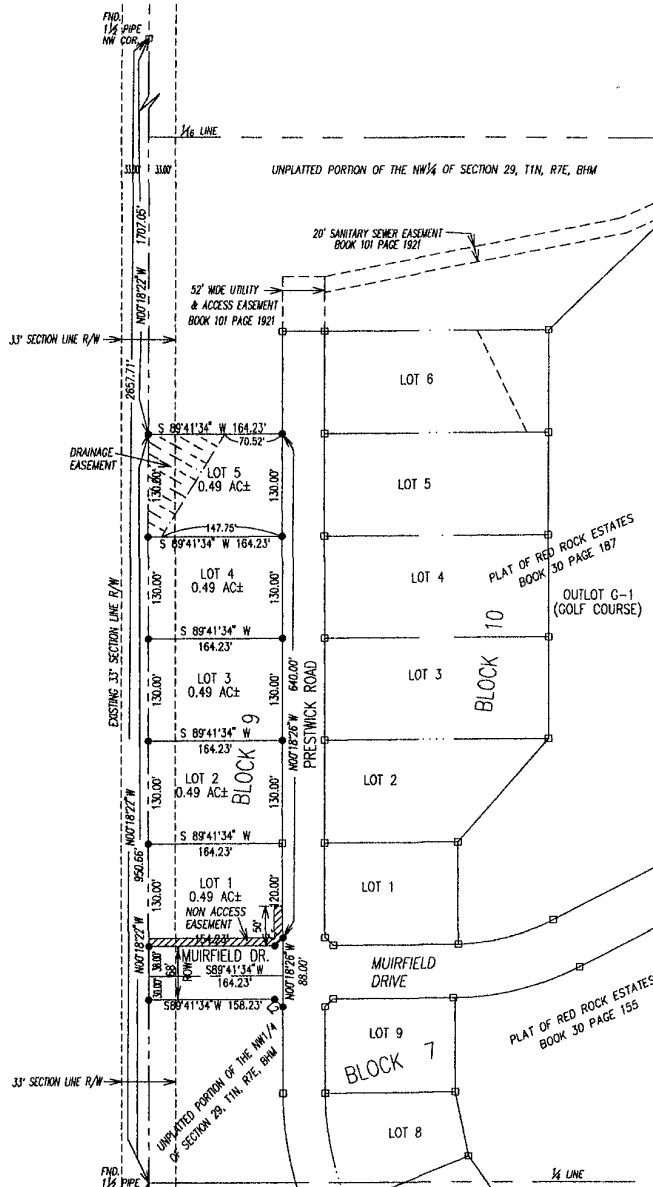 FND.
1½ PIPE
NW COR.
1/16 LINE
33.00' 33.00'
UNPLATTED PORTION OF THE NW¼ OF SECTION 29, T1N, R7E, BHM
1707.05'
20' SANITARY SEWER EASEMENT
BOOK 101 PAGE 1921
N00°18'22"W
52' WIDE UTILITY
& ACCESS EASEMENT
BOOK 101 PAGE 1921
33' SECTION LINE R/W
2657.71'
LOT 6
S 89°41'34" W 164.23'
70.52'
DRAINAGE
EASEMENT
LOT 5
0.49 AC±
130.00'
130.00'
LOT 5
147.75'
S 89°41'34" W 164.23'
PLAT OF RED ROCK ESTATES
BOOK 30 PAGE 187
LOT 4
0.49 AC±
130.00'
130.00'
LOT 4
OUTLOT G-1
(GOLF COURSE)
EXISTING 33' SECTION LINE R/W
S 89°41'34" W
164.23'
640.00'
BLOCK 10
LOT 3
0.49 AC±
130.00'
130.00'
LOT 3
PRESTWICK ROAD
N00°18'26"W
BLOCK 9
S 89°41'34" W
164.23'
LOT 2
0.49 AC±
130.00'
130.00'
LOT 2
N00°18'22"W
950.66'
S 89°41'34" W
164.23'
LOT 1
0.49 AC±
130.00'
120.00'
LOT 1
NON ACCESS
EASEMENT
50'
154.23'
MUIRFIELD DR.
N00°18'22"W
38.00'
30.00'
68'
ROW
S89°41'34"W
164.23'
N00°18'26"W
88.00'
MUIRFIELD
DRIVE
S89°41'34"W 158.23'
PLAT OF RED ROCK ESTATES
BOOK 30 PAGE 155
LOT 9
BLOCK 7
UNPLATTED PORTION OF THE NW1/4
OF SECTION 29, T1N, R7E, BHM
33' SECTION LINE R/W
LOT 8
FND.
1½ PIPE
¼ LINE